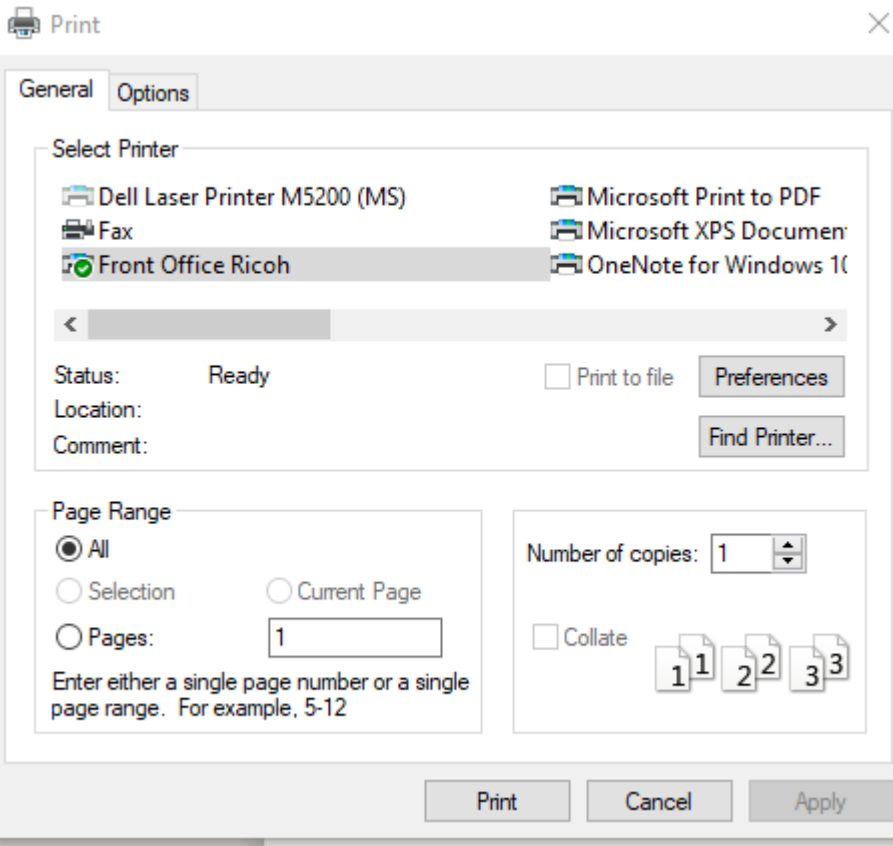 Print
General Options
Select Printer
Dell Laser Printer M5200 (MS)
Fax
Front Office Ricoh
Microsoft Print to PDF
Microsoft XPS Documen
OneNote for Windows 10
Status: Ready
Location:
Comment:
Print to file
Preferences
Find Printer...
Page Range
All
Selection
Current Page
Pages: 1
Enter either a single page number or a single
page range. For example, 5-12
Number of copies: 1
Collate
1 1 2 2 3 3
Print Cancel Apply